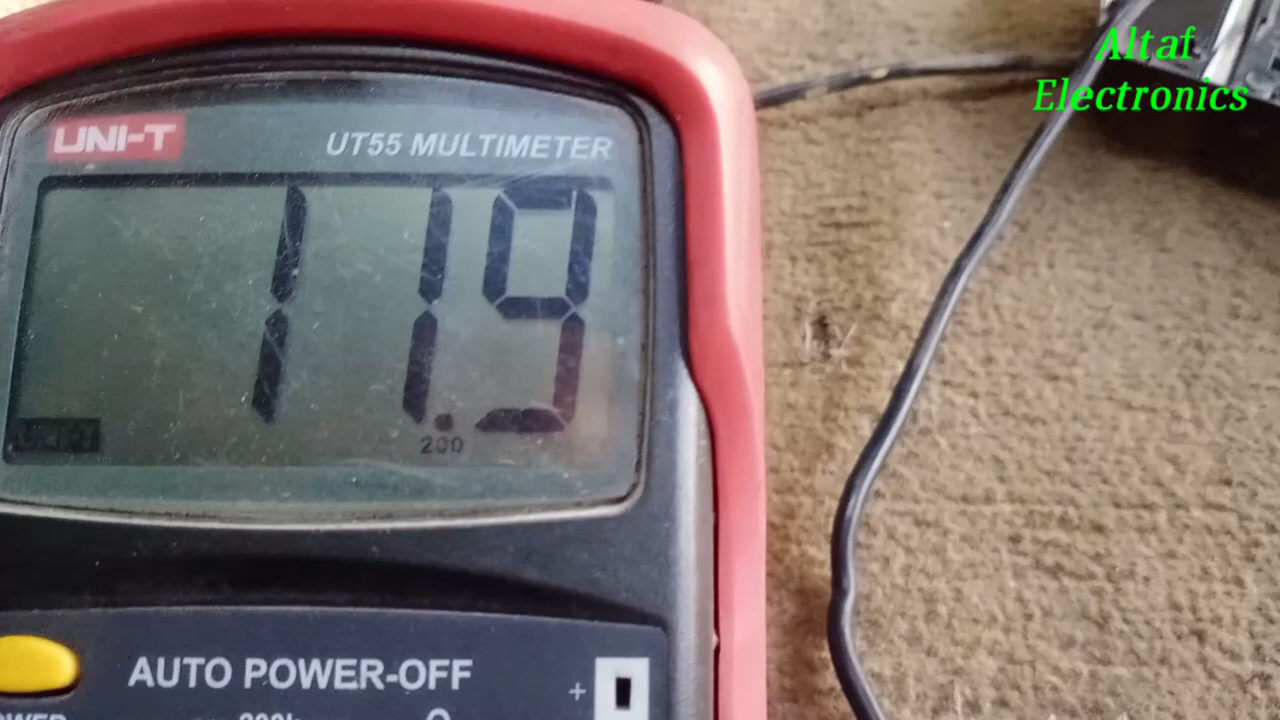 Altaf
Electronics
UNI-T
UT55 MULTIMETER
11.9
200
AUTO POWER-OFF
+